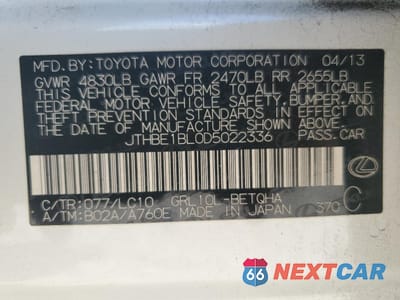 MFD. BY: TOYOTA MOTOR CORPORATION 04/13
GVWR 4830LB GAWR FR 2470LB RR 2655LB
THIS VEHICLE CONFORMS TO ALL APPLICABLE
FEDERAL MOTOR VEHICLE SAFETY, BUMPER, AND
THEFT PREVENTION STANDARDS IN EFFECT ON
THE DATE OF MANUFACTURE SHOWN ABOVE.
JTHBE1BL0D5022336 PASS.CAR
C/TR: 077/LC10 GRL10L-BETQHA
A/TM: B02A/A760E MADE IN JAPAN 370 C
66 NEXTCAR